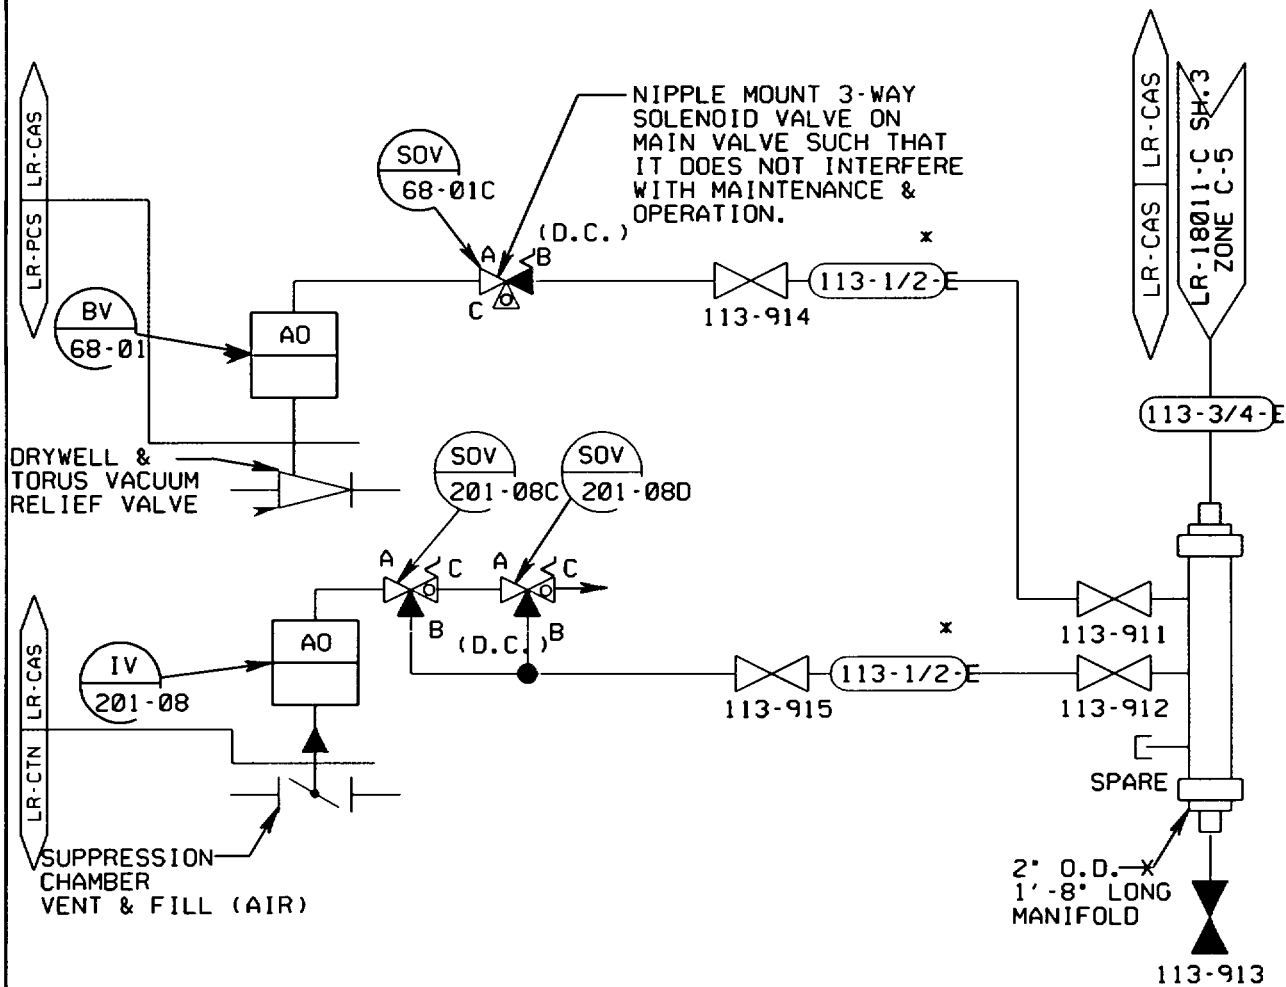 LR-CAS
LR-PCS
NIPPLE MOUNT 3-WAY
SOLENOID VALVE ON
MAIN VALVE SUCH THAT
IT DOES NOT INTERFERE
WITH MAINTENANCE &
OPERATION.
LR-CAS
LR-CAS
LR-18011-C SH.3
ZONE C-5
SOV
68-01C
(D.C.)
A
B
C
*
113-1/2-E
113-914
BV
68-01
AO
113-3/4-E
DRYWELL &
TORUS VACUUM
RELIEF VALVE
SOV
201-08C
SOV
201-08D
A
C
A
C
B
(D.C.)
B
113-911
*
LR-CAS
LR-CTN
IV
201-08
AO
113-1/2-E
113-915
113-912
SPARE
SUPPRESSION
CHAMBER
VENT & FILL (AIR)
2" O.D.
1'-8" LONG
MANIFOLD
113-913